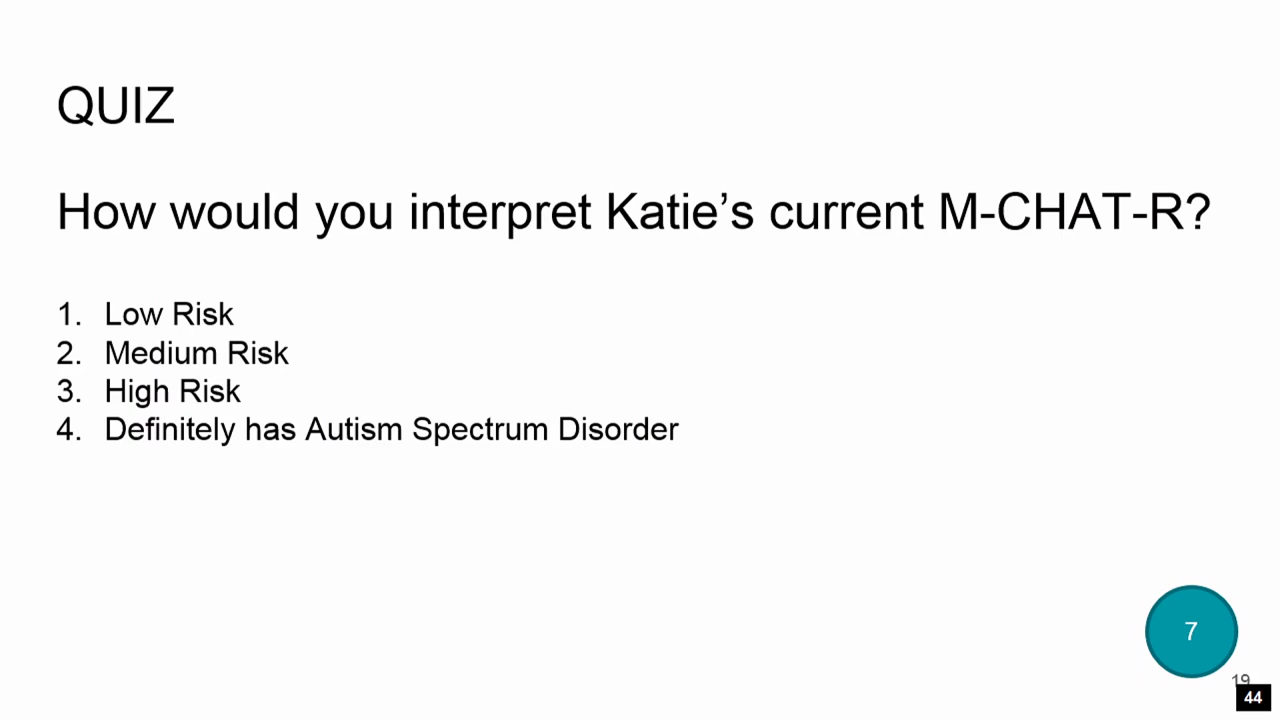 QUIZ
How would you interpret Katie’s current M-CHAT-R?
1. Low Risk
2. Medium Risk
3. High Risk
4. Definitely has Autism Spectrum Disorder
7
19
44